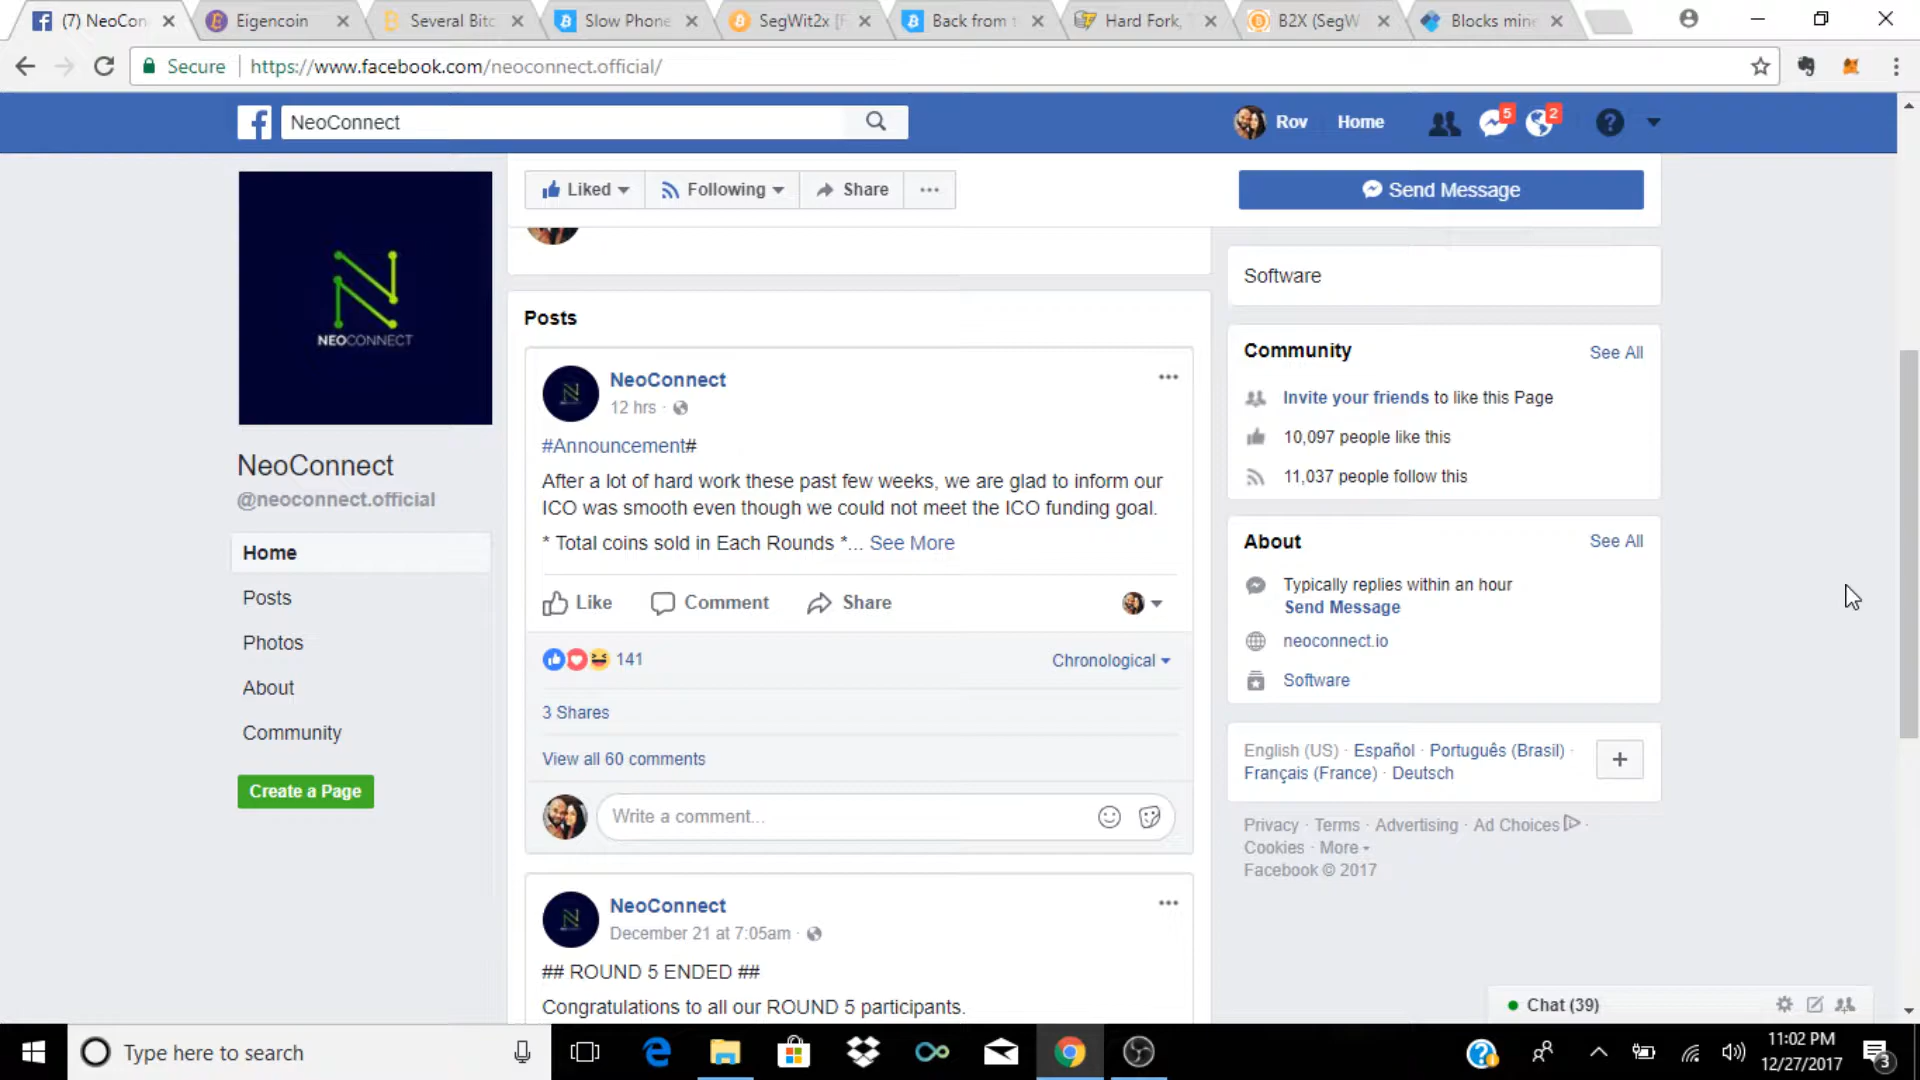 (7) NeoCon
Eigencoin
Several Bitc
Slow Phone
SegWit2x [F
Back from t
Hard Fork,
B2X (SegW
Blocks mine
Secure
https://www.facebook.com/neoconnect.official/
NeoConnect
Rov
Home
5
2
Liked
Following
Share
Send Message
NEOCONNECT
NeoConnect
@neoconnect.official
Home
Posts
Photos
About
Community
Create a Page
Posts
NeoConnect
12 hrs ·
#Announcement#
After a lot of hard work these past few weeks, we are glad to inform our
ICO was smooth even though we could not meet the ICO funding goal.
* Total coins sold in Each Rounds *... See More
Like
Comment
Share
141
Chronological
3 Shares
View all 60 comments
Write a comment...
NeoConnect
December 21 at 7:05am ·
## ROUND 5 ENDED ##
Congratulations to all our ROUND 5 participants.
Software
Community
See All
Invite your friends to like this Page
10,097 people like this
11,037 people follow this
About
See All
Typically replies within an hour
Send Message
neoconnect.io
Software
English (US) · Español · Português (Brasil) ·
Français (France) · Deutsch
Privacy · Terms · Advertising · Ad Choices ·
Cookies · More
Facebook © 2017
Chat (39)
Type here to search
11:02 PM
12/27/2017
3